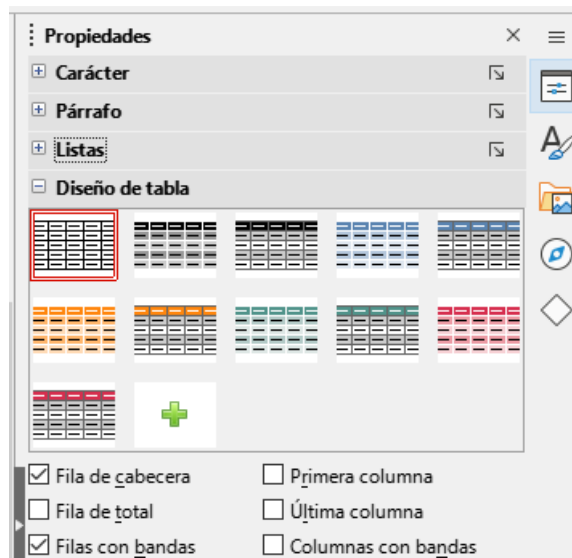 Propiedades
Carácter
Párrafo
Listas
Diseño de tabla
Fila de cabecera
Primera columna
Fila de total
Última columna
Filas con bandas
Columnas con bandas